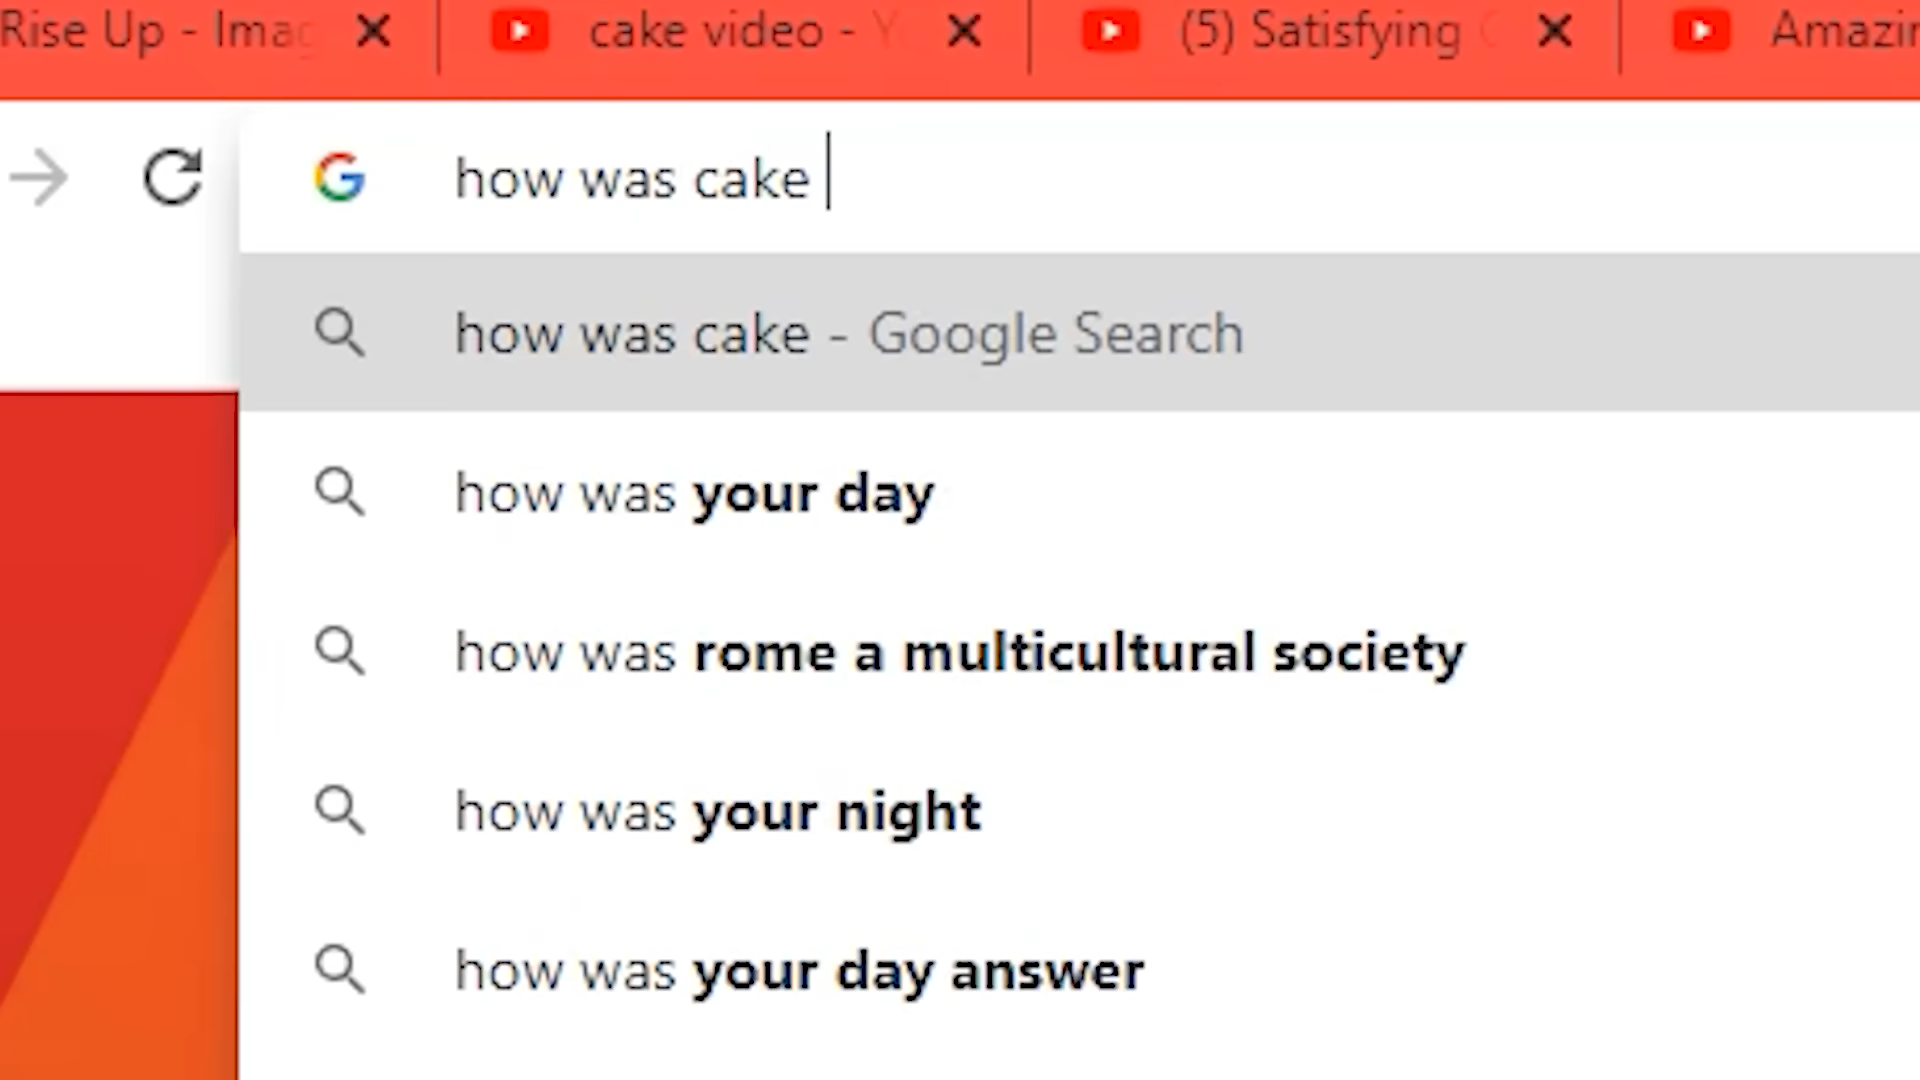 Rise Up - Imag cake video - Y (5) Satisfying Amazin
how was cake
how was cake - Google Search
how was your day
how was rome a multicultural society
how was your night
how was your day answer